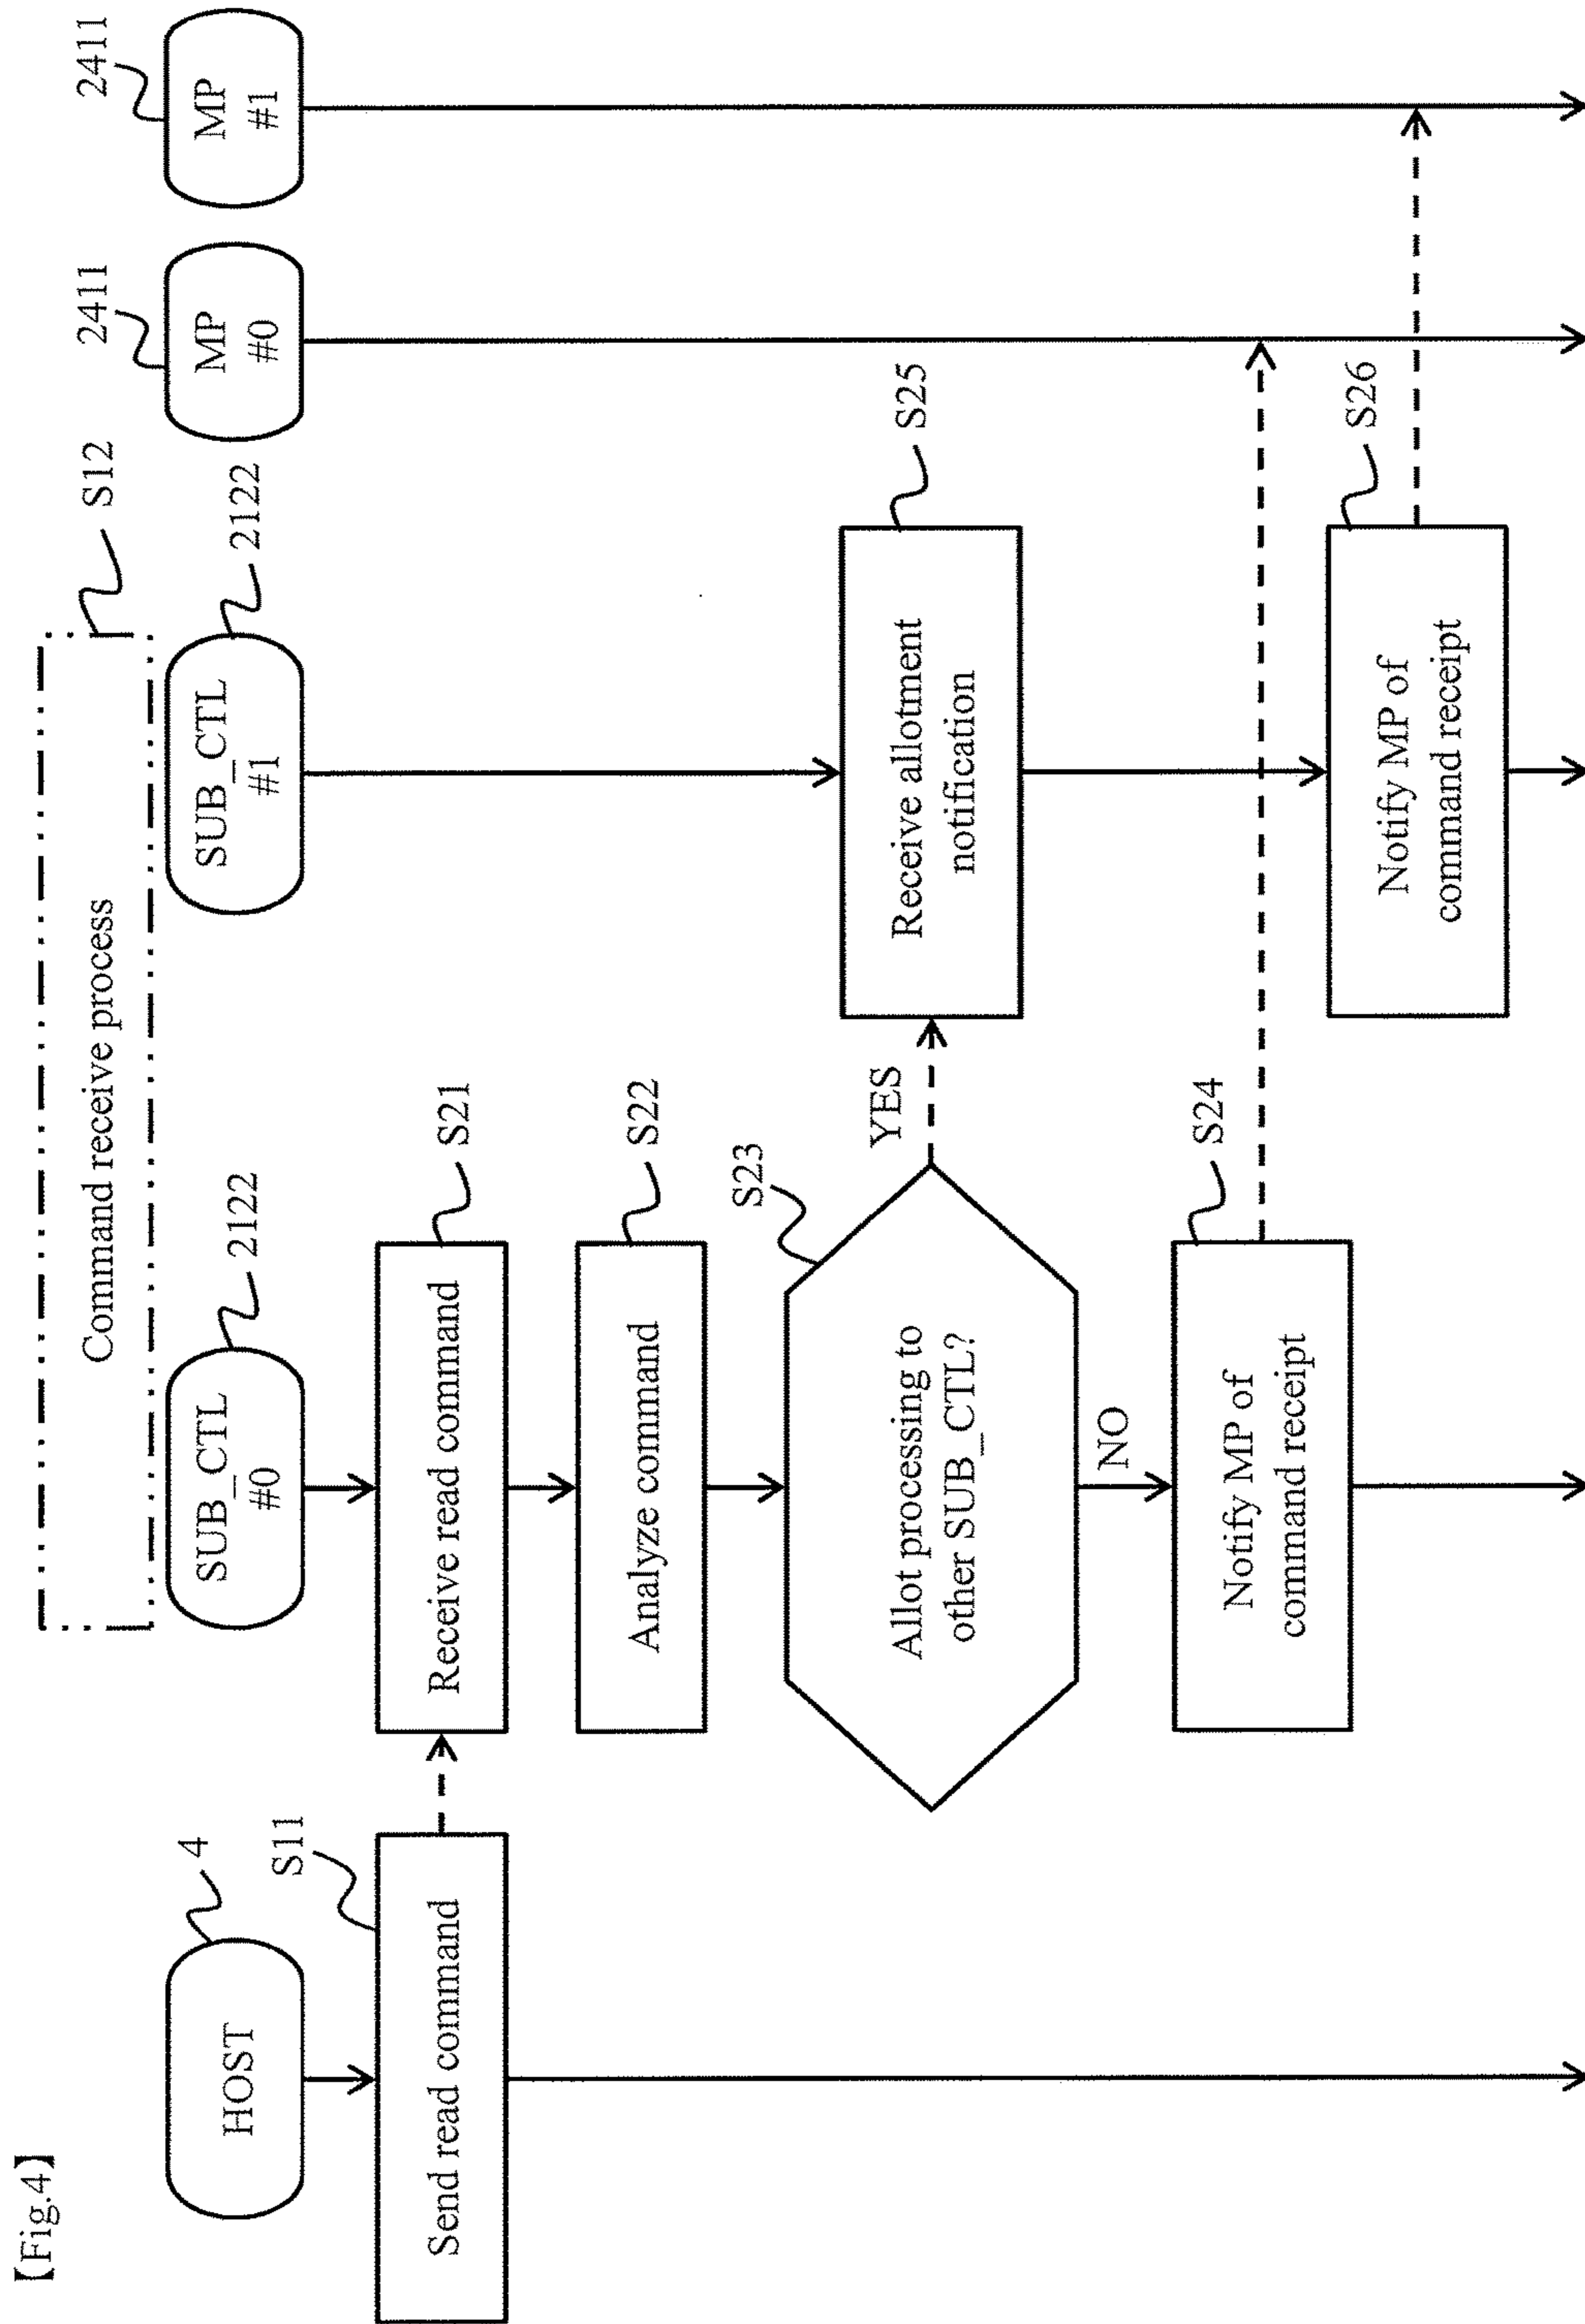 【Fig.4】
Command receive process
S12
HOST
4
SUB_CTL
#0
2122
SUB_CTL
#1
2122
MP
#0
2411
MP
#1
2411
Send read command
S11
Receive read command
S21
Analyze command
S22
Allot processing to
other SUB_CTL?
S23
YES
NO
Receive allotment
notification
S25
Notify MP of
command receipt
S24
Notify MP of
command receipt
S26